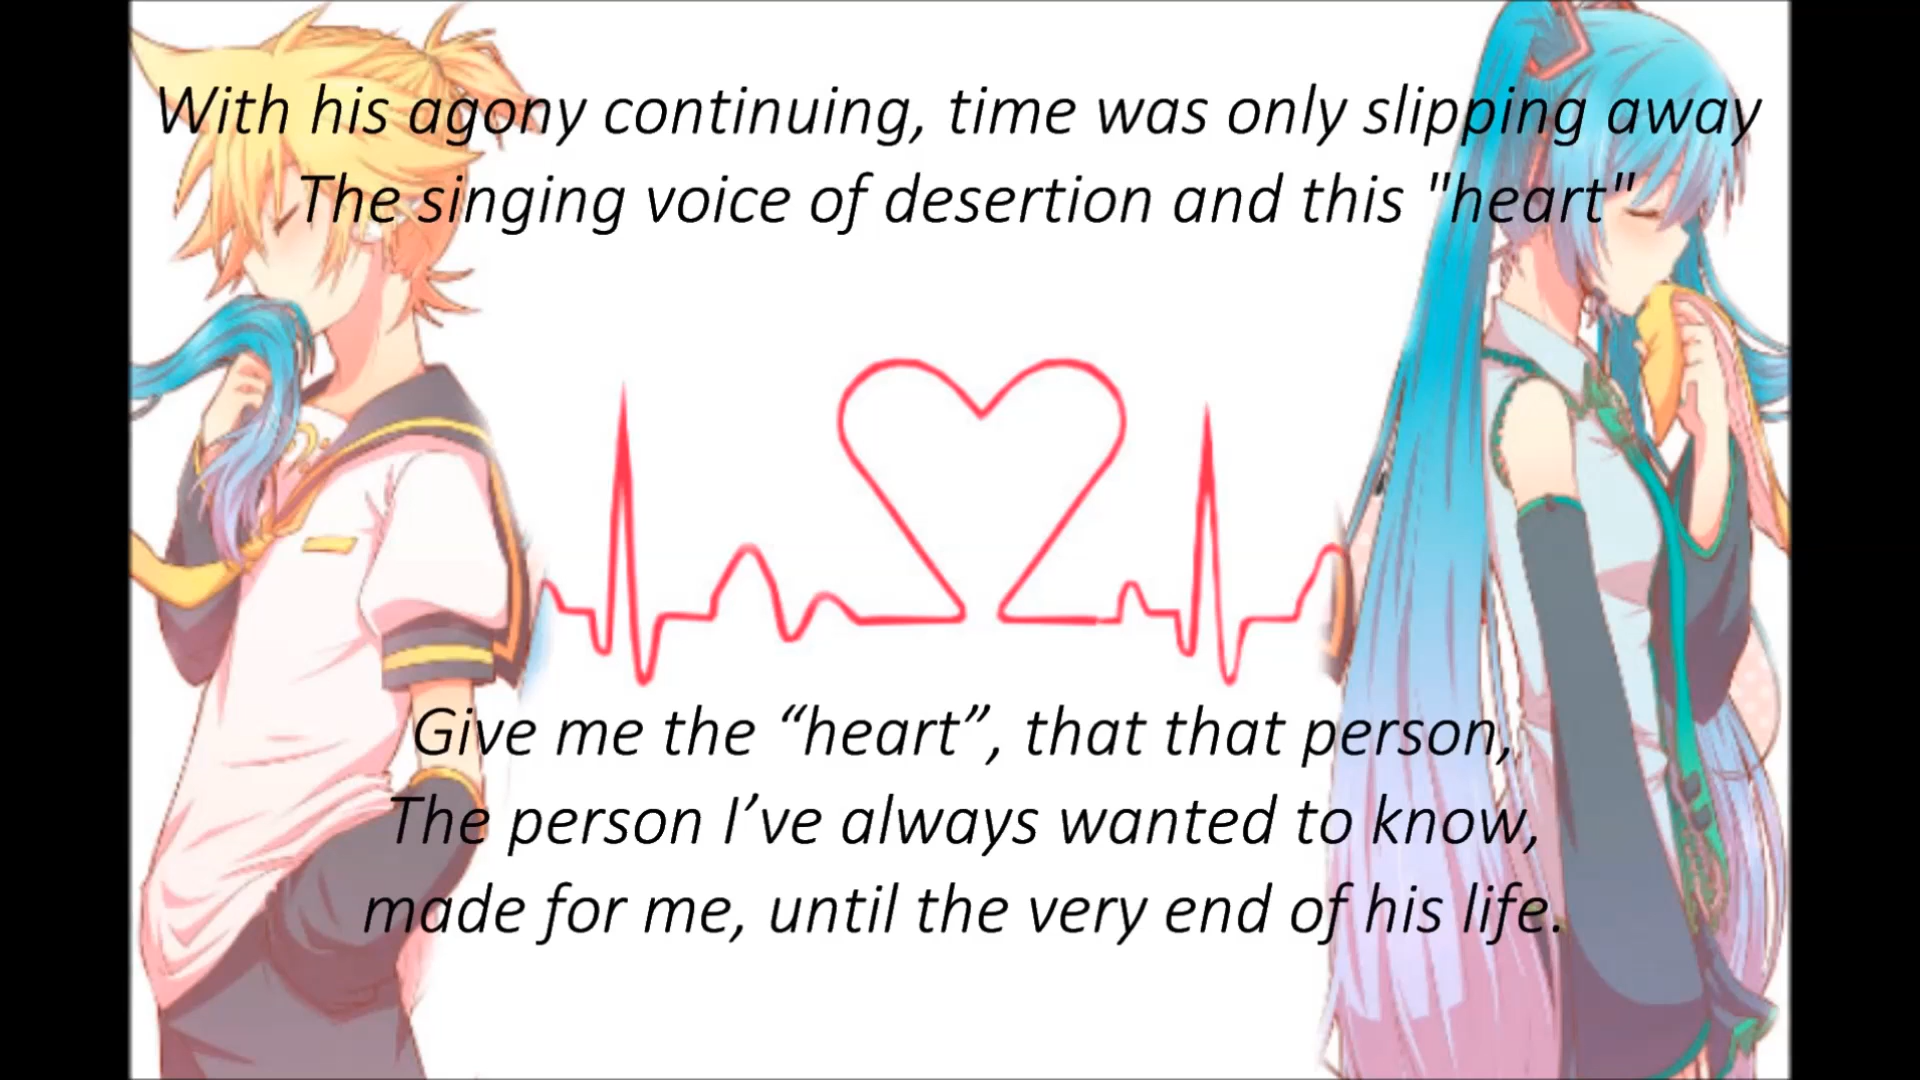 With his agony continuing, time was only slipping away
The singing voice of desertion and this "heart"
Give me the “heart”, that that person,
The person I’ve always wanted to know,
made for me, until the very end of his life.